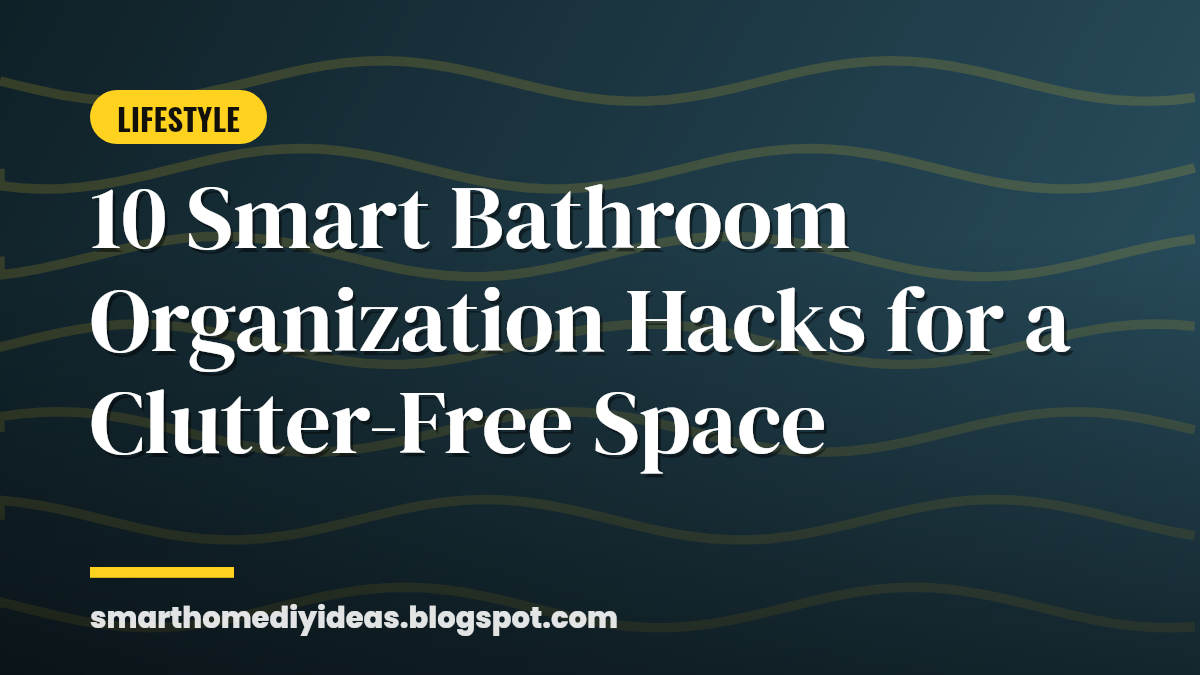 LIFESTYLE
10 Smart Bathroom
Organization Hacks for a
Clutter-Free Space
smarthomediyideas.blogspot.com